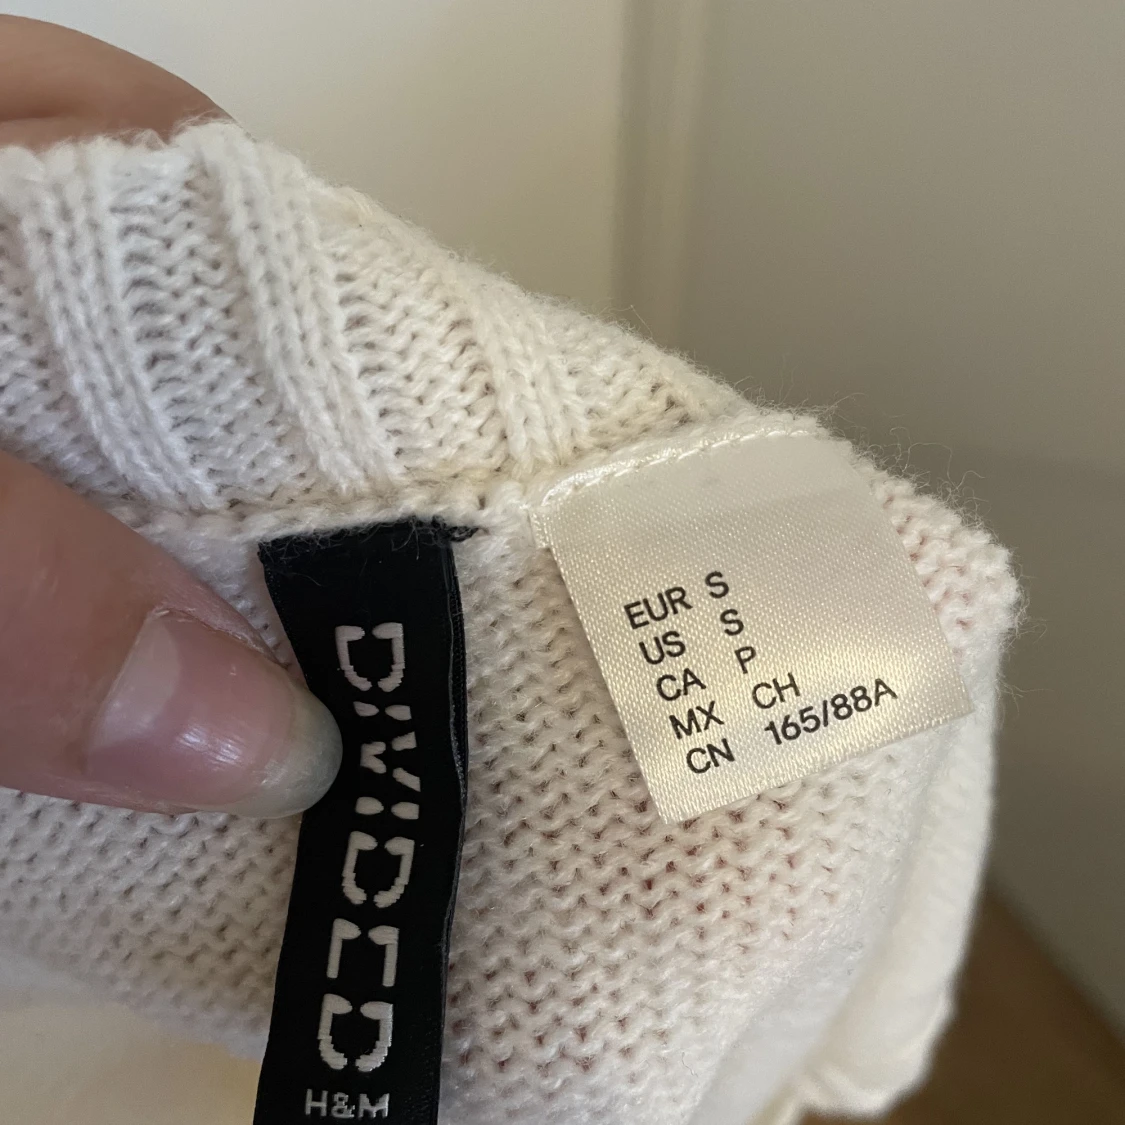 DIVIDED
H&M
EUR S
US S
CA P
MX CH
CN 165/88A